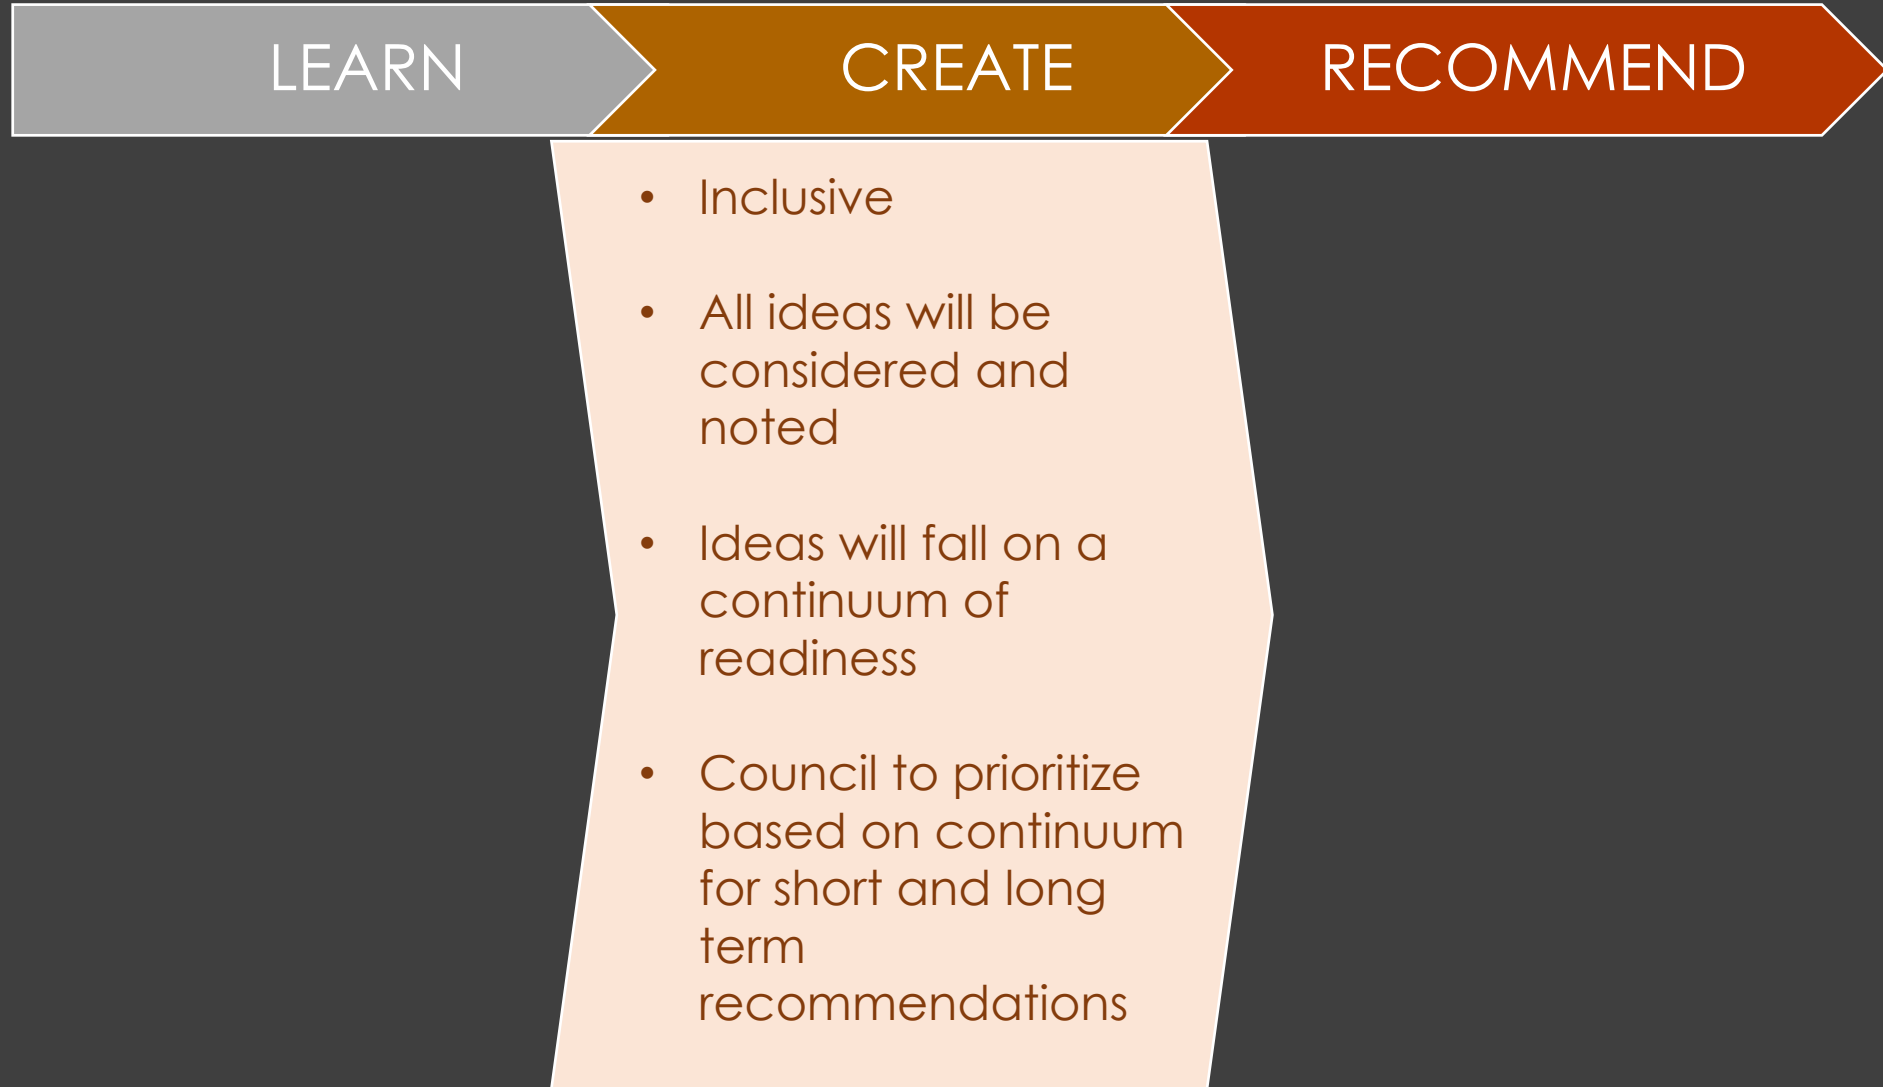 LEARN
CREATE
RECOMMEND
• Inclusive
• All ideas will be
considered and
noted
• Ideas will fall on a
continuum of
readiness
• Council to prioritize
based on continuum
for short and long
term
recommendations